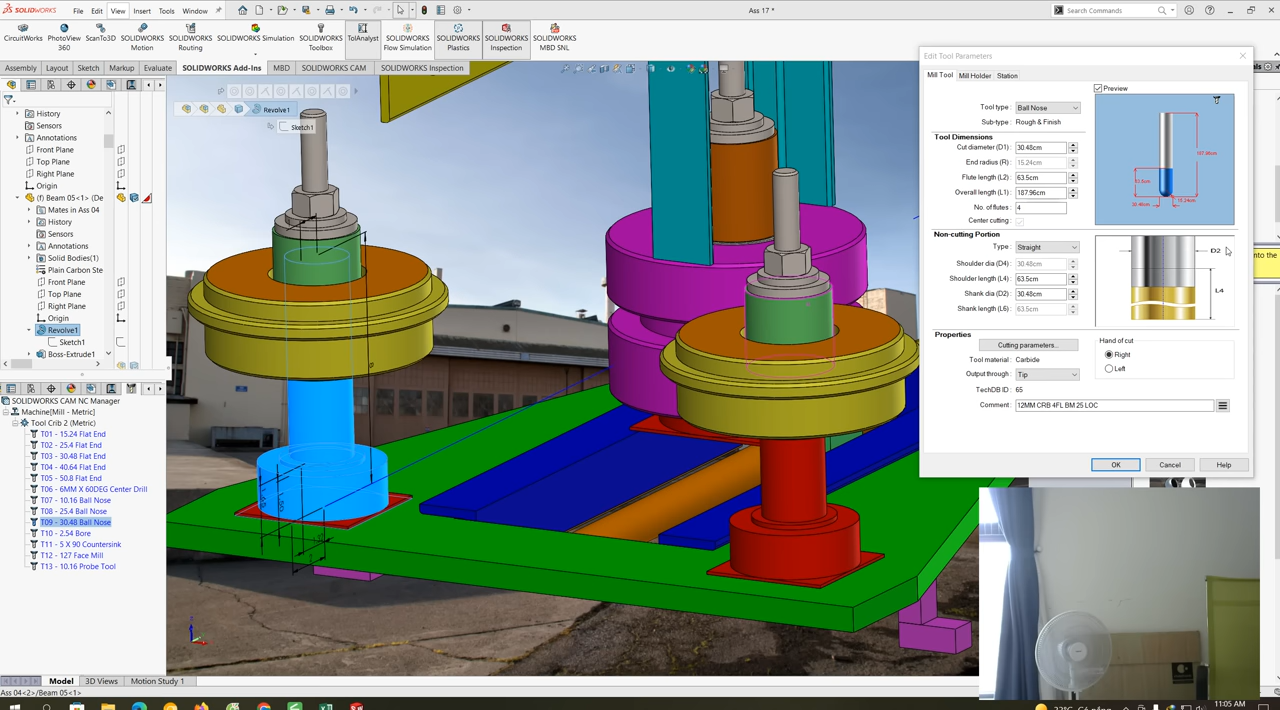 SOLIDWORKS
File
Edit
View
Insert
Tools
Window
Ass 17 *
Search Commands
CircuitWorks
PhotoView
360
ScanTo3D
SOLIDWORKS
Motion
SOLIDWORKS
Routing
SOLIDWORKS Simulation
SOLIDWORKS
Toolbox
TolAnalyst
SOLIDWORKS
Flow Simulation
SOLIDWORKS
Plastics
SOLIDWORKS
Inspection
SOLIDWORKS
MBD SNL
Assembly
Layout
Sketch
Markup
Evaluate
SOLIDWORKS Add-Ins
SOLIDWORKS CAM
SOLIDWORKS Inspection
History
Sensors
Annotations
Front Plane
Top Plane
Right Plane
Origin
(f) Beam 05<1> (De
Mates in Ass 04
History
Sensors
Annotations
Solid Bodies(1)
Plain Carbon Ste
Front Plane
Top Plane
Right Plane
Origin
Revolve1
Sketch1
Boss-Extrude1
Revolve1
Sketch1
SOLIDWORKS CAM NC Manager
Machine[Mill - Metric]
Tool Crib 2 (Metric)
T01 - 15.24 Flat End
T02 - 25.4 Flat End
T03 - 30.48 Flat End
T04 - 40.64 Flat End
T05 - 50.8 Flat End
T06 - 6MM X 60DEG Center Drill
T07 - 10.16 Ball Nose
T08 - 25.4 Ball Nose
T09 - 30.48 Ball Nose
T10 - 2.54 Bore
T11 - 5 X 90 Countersink
T12 - 127 Face Mill
T13 - 10.16 Probe Tool
Edit Tool Parameters
Mill Tool
Mill Holder
Station
Preview
Tool type :
Ball Nose
Sub-type :
Rough & Finish
Tool Dimensions
Cut diameter (D1):
30.48cm
End radius (R):
15.24cm
Flute length (L2):
63.5cm
Overall length (L1):
187.96cm
No. of flutes :
4
Center cutting:
187.96cm
63.5cm
30.48cm
15.24cm
Non-cutting Portion
Type:
Straight
Shoulder dia (D4):
30.48cm
Shoulder length (L4):
63.5cm
Shank dia (D2):
30.48cm
Shank length (L6):
63.5cm
D2
L4
Properties
Cutting parameters...
Tool material:
Carbide
Output through:
Tip
TechDB ID :
65
Comment:
12MM CRB 4FL BM 25 LOC
Hand of cut
Right
Left
OK
Cancel
Help
nto the
Model
3D Views
Motion Study 1
Ass 04<2>/Beam 05<1>
11:05 AM